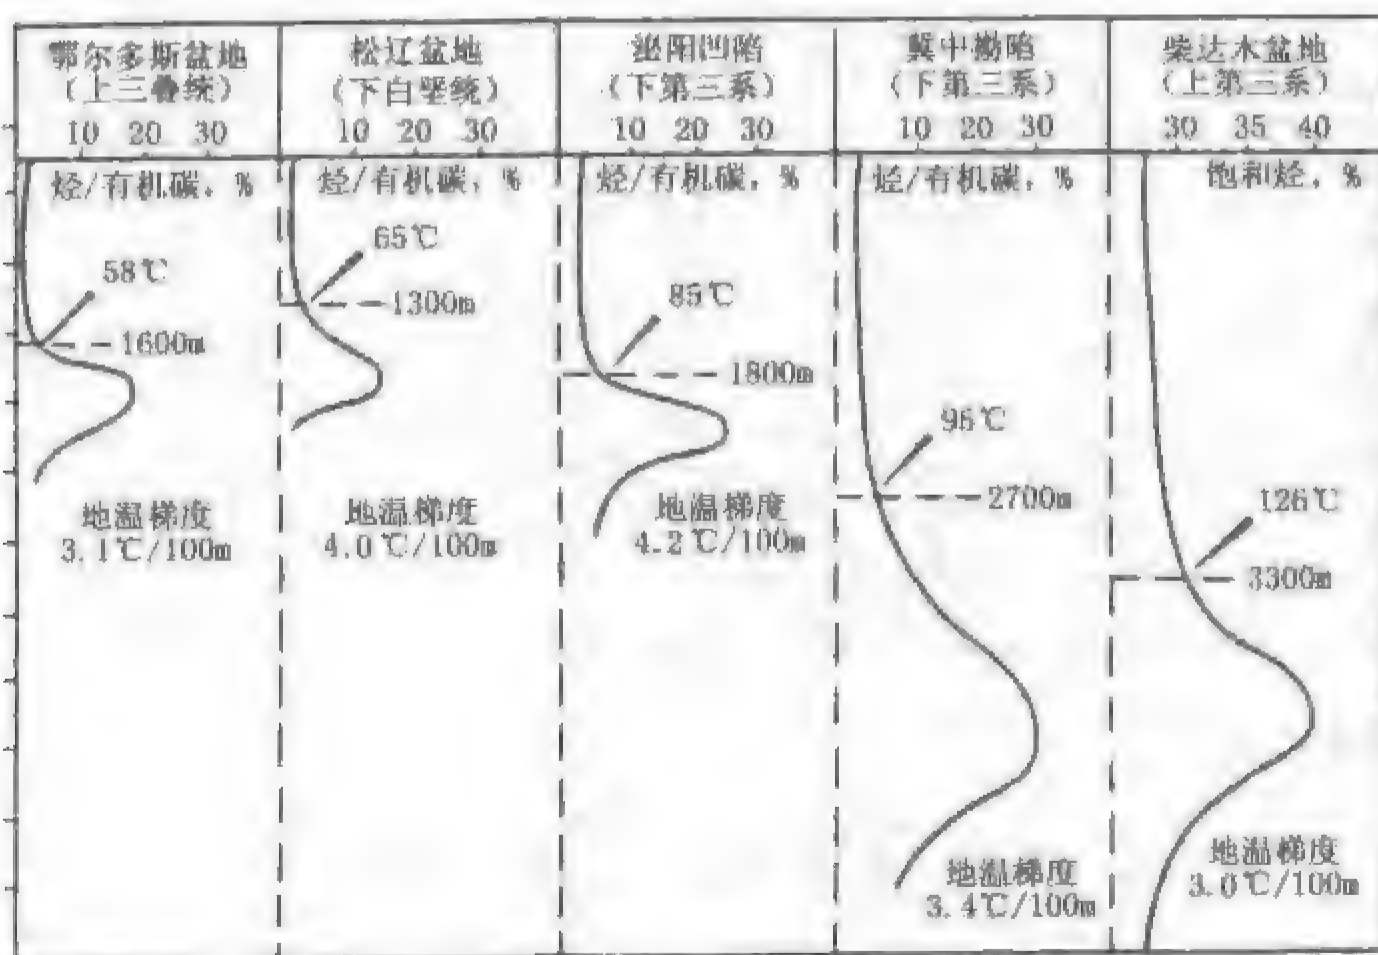 鄂尔多斯盆地
(上三叠统)
10 20 30
烃/有机碳，%
58℃
1600m
地温梯度
3.1℃/100m
松辽盆地
(下白垩统)
10 20 30
烃/有机碳，%
65℃
1300m
地温梯度
4.0℃/100m
泌阳凹陷
(下第三系)
10 20 30
烃/有机碳，%
85℃
1800m
地温梯度
4.2℃/100m
冀中拗陷
(下第三系)
10 20 30
烃/有机碳，%
2700m
地温梯度
3.4℃/100m
柴达木盆地
(上第三系)
30 35 40
饱和烃，%
126℃
3300m
地温梯度
3.0℃/100m